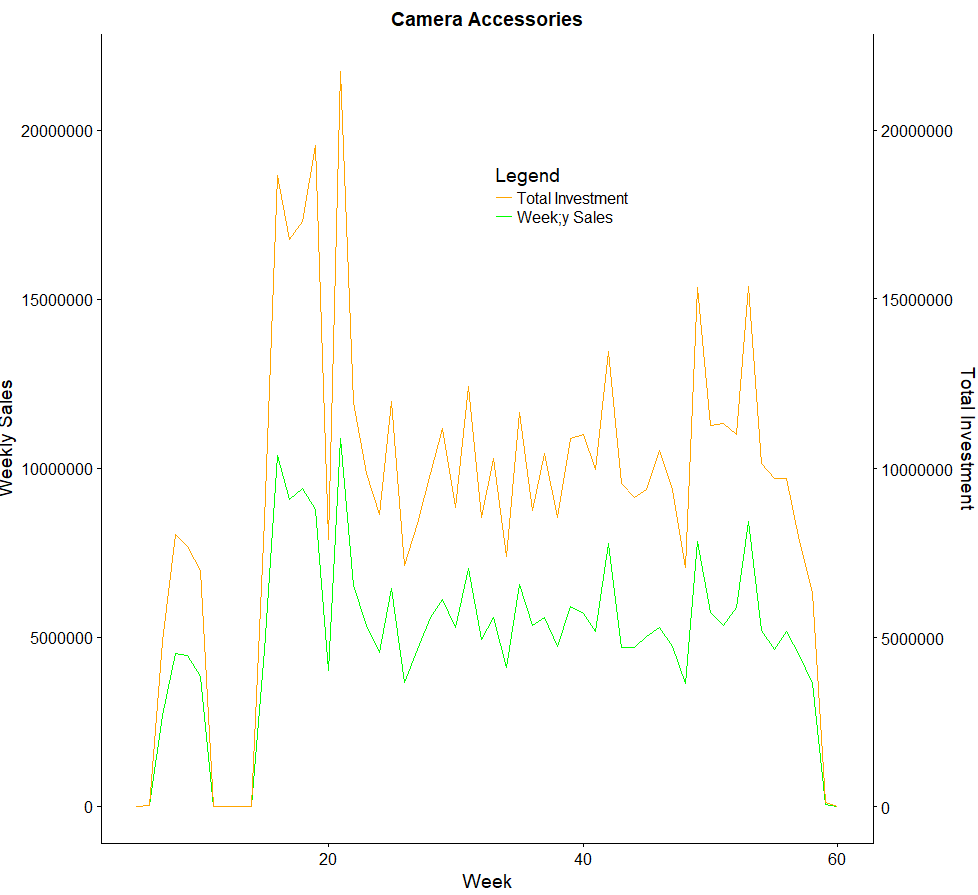 Camera Accessories
20000000
15000000
10000000
5000000
0
Weekly Sales
Legend
Total Investment
Week;y Sales
20000000
15000000
10000000
5000000
0
Total Investment
20
40
60
Week